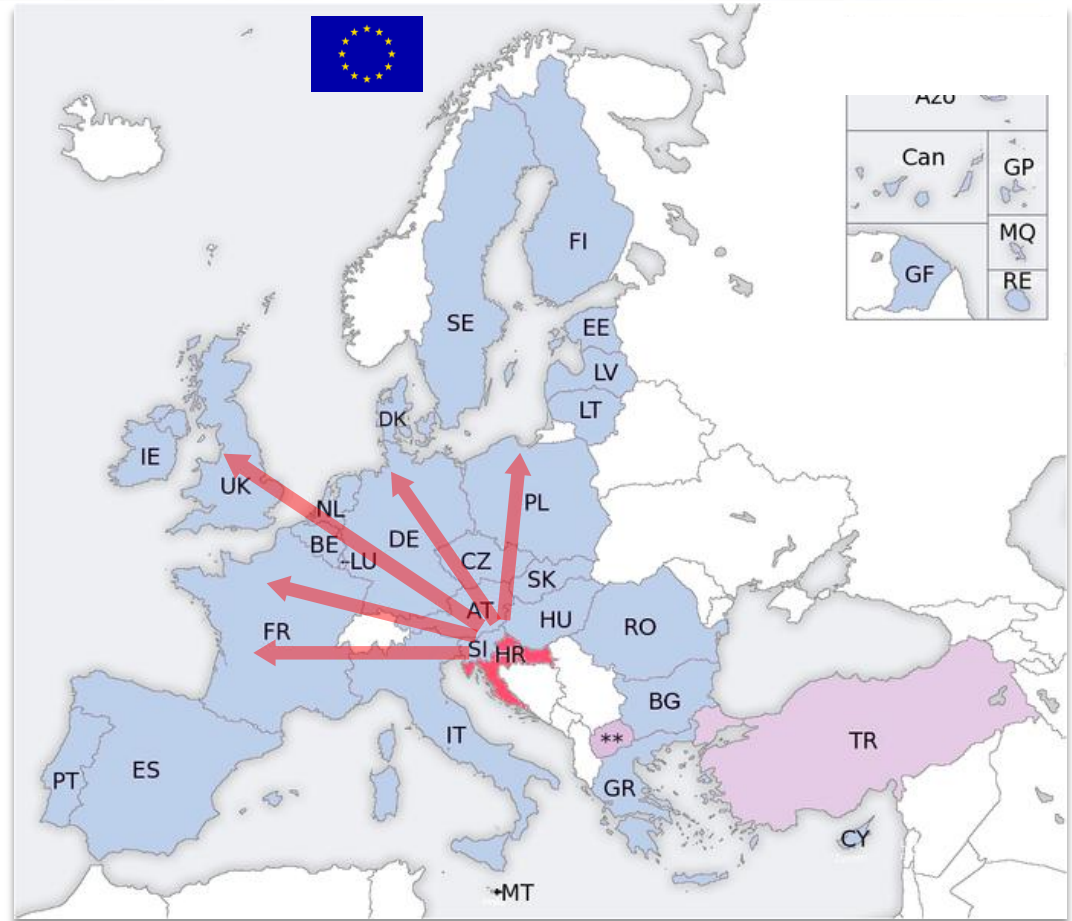 Azo
Can
GP
MQ
GF
RE
FI
SE
EE
LV
LT
DK
IE
UK
NL
PL
BE
DE
-LU
CZ
SK
AT
HU
FR
RO
SI
HR
BG
IT
**
TR
ES
PT
GR
CY
MT